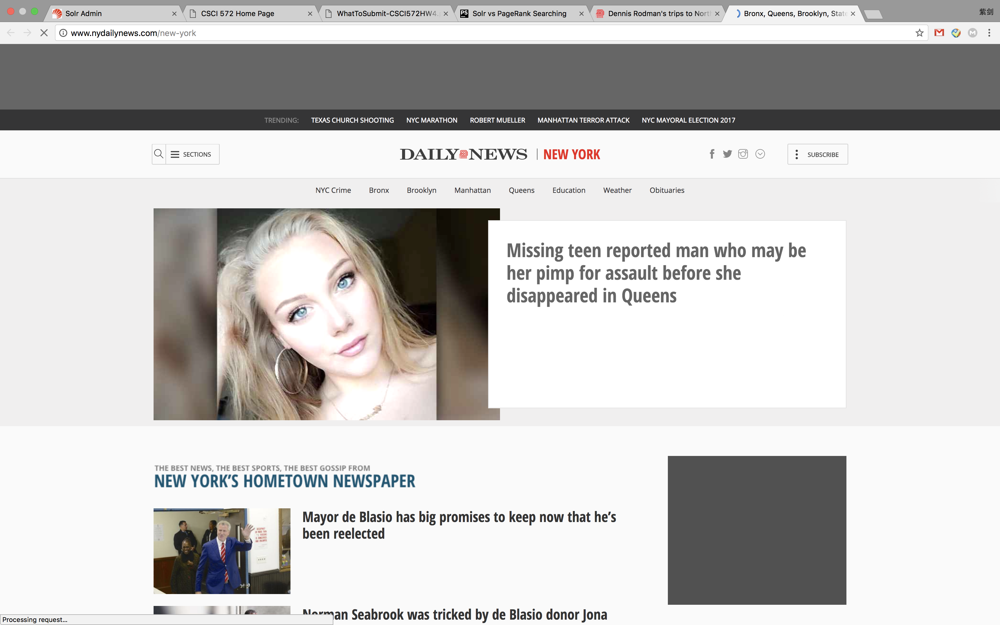 Solr Admin
CSCI 572 Home Page
WhatToSubmit-CSCI572HW4.
Solr vs PageRank Searching
Dennis Rodman's trips to Nort
Bronx, Queens, Brooklyn, State
紫剑
www.nydailynews.com/new-york
TRENDING: TEXAS CHURCH SHOOTING NYC MARATHON ROBERT MUELLER MANHATTAN TERROR ATTACK NYC MAYORAL ELECTION 2017
SECTIONS
DAILY NEWS | NEW YORK
SUBSCRIBE
NYC Crime Bronx Brooklyn Manhattan Queens Education Weather Obituaries
Missing teen reported man who may be
her pimp for assault before she
disappeared in Queens
THE BEST NEWS, THE BEST SPORTS, THE BEST GOSSIP FROM
NEW YORK'S HOMETOWN NEWSPAPER
Mayor de Blasio has big promises to keep now that he's
been reelected
Norman Seabrook was tricked by de Blasio donor Jona
Processing request...